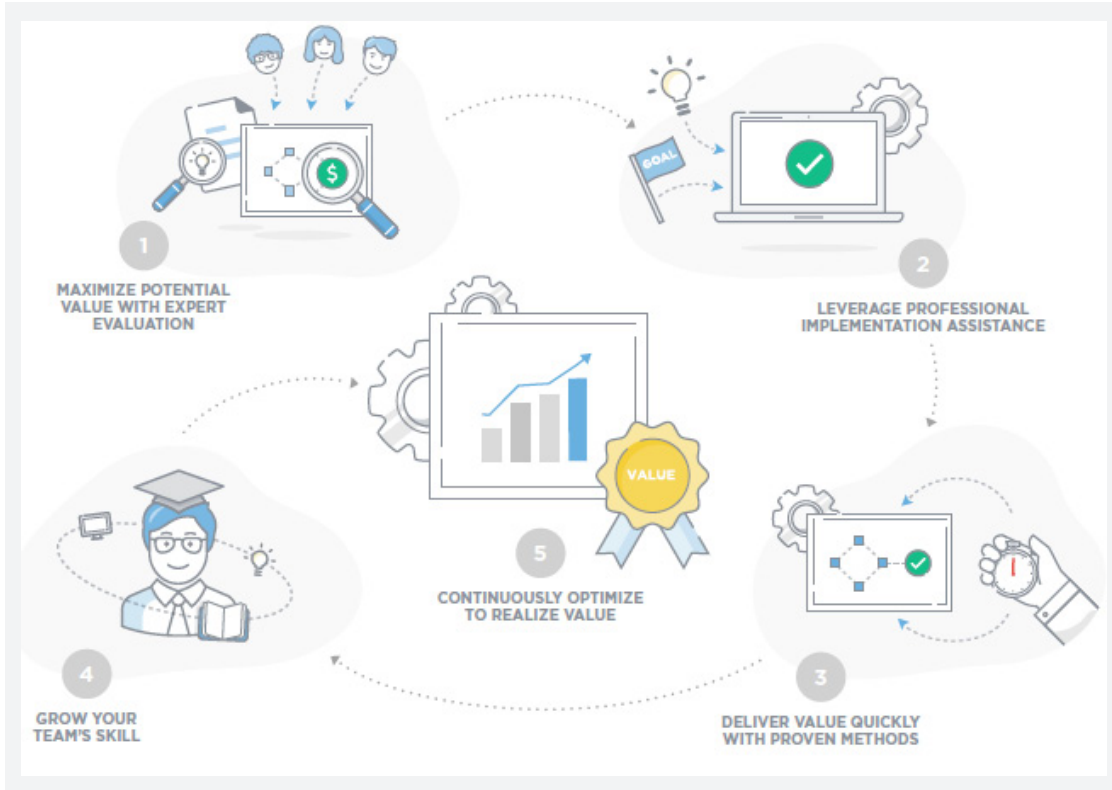 $
1
MAXIMIZE POTENTIAL
VALUE WITH EXPERT
EVALUATION
GOAL
2
LEVERAGE PROFESSIONAL
IMPLEMENTATION ASSISTANCE
3
DELIVER VALUE QUICKLY
WITH PROVEN METHODS
4
GROW YOUR
TEAM'S SKILL
VALUE
5
CONTINUOUSLY OPTIMIZE
TO REALIZE VALUE